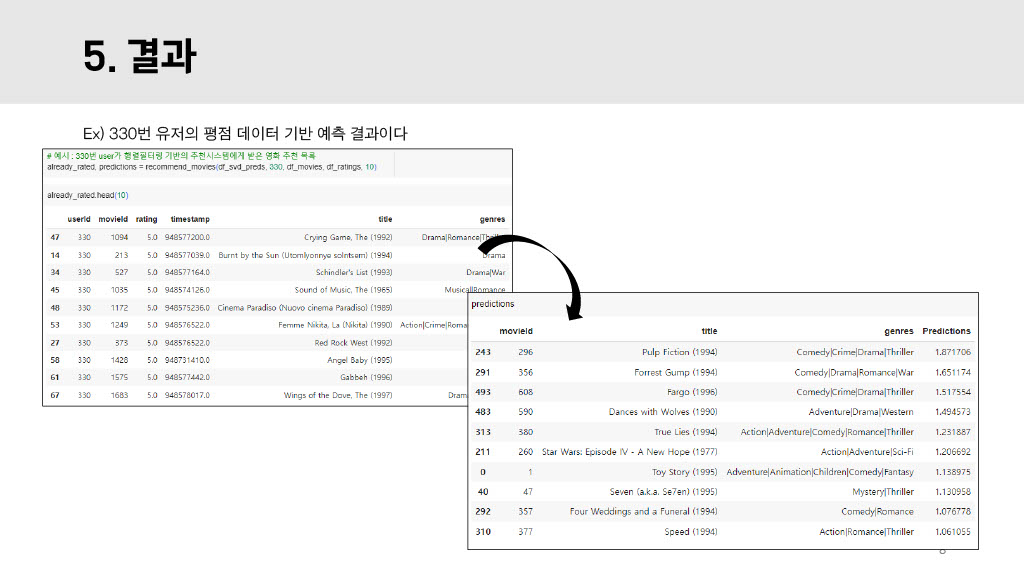 5. 결과
Ex) 330번 유저의 평점 데이터 기반 예측 결과이다
# 예시 : 330번 user가 행렬필터링 기반의 추천시스템에게 받은 영화 추천 목록
already_rated, predictions = recommend_movies(df_svd_preds, 330, df_movies, df_ratings, 10)
already_rated.head(10)
userId movieId rating timestamp title genres
47 330 1094 5.0 948577200.0 Crying Game, The (1992) Drama|Romance|Thriller
14 330 213 5.0 948577039.0 Burnt by the Sun (Utomlyonnye solntsem) (1994) Drama
34 330 527 5.0 948577164.0 Schindler's List (1993) Drama|War
45 330 1035 5.0 948574126.0 Sound of Music, The (1965) Musical|Romance
48 330 1172 5.0 948575236.0 Cinema Paradiso (Nuovo cinema Paradiso) (1989)
53 330 1249 5.0 948576522.0 Femme Nikita, La (Nikita) (1990) Action|Crime|Roma
27 330 373 5.0 948576522.0 Red Rock West (1992)
58 330 1428 5.0 948731410.0 Angel Baby (1995)
61 330 1575 5.0 948577442.0 Gabbeh (1996)
67 330 1683 5.0 948578017.0 Wings of the Dove, The (1997) Dram
predictions
movieId title genres Predictions
243 296 Pulp Fiction (1994) Comedy|Crime|Drama|Thriller 1.871706
291 356 Forrest Gump (1994) Comedy|Drama|Romance|War 1.651174
493 608 Fargo (1996) Comedy|Crime|Drama|Thriller 1.517554
483 590 Dances with Wolves (1990) Adventure|Drama|Western 1.494573
313 380 True Lies (1994) Action|Adventure|Comedy|Romance|Thriller 1.231887
211 260 Star Wars: Episode IV - A New Hope (1977) Action|Adventure|Sci-Fi 1.206692
0 1 Toy Story (1995) Adventure|Animation|Children|Comedy|Fantasy 1.138975
40 47 Seven (a.k.a. Se7en) (1995) Mystery|Thriller 1.130958
292 357 Four Weddings and a Funeral (1994) Comedy|Romance 1.076778
310 377 Speed (1994) Action|Romance|Thriller 1.061055